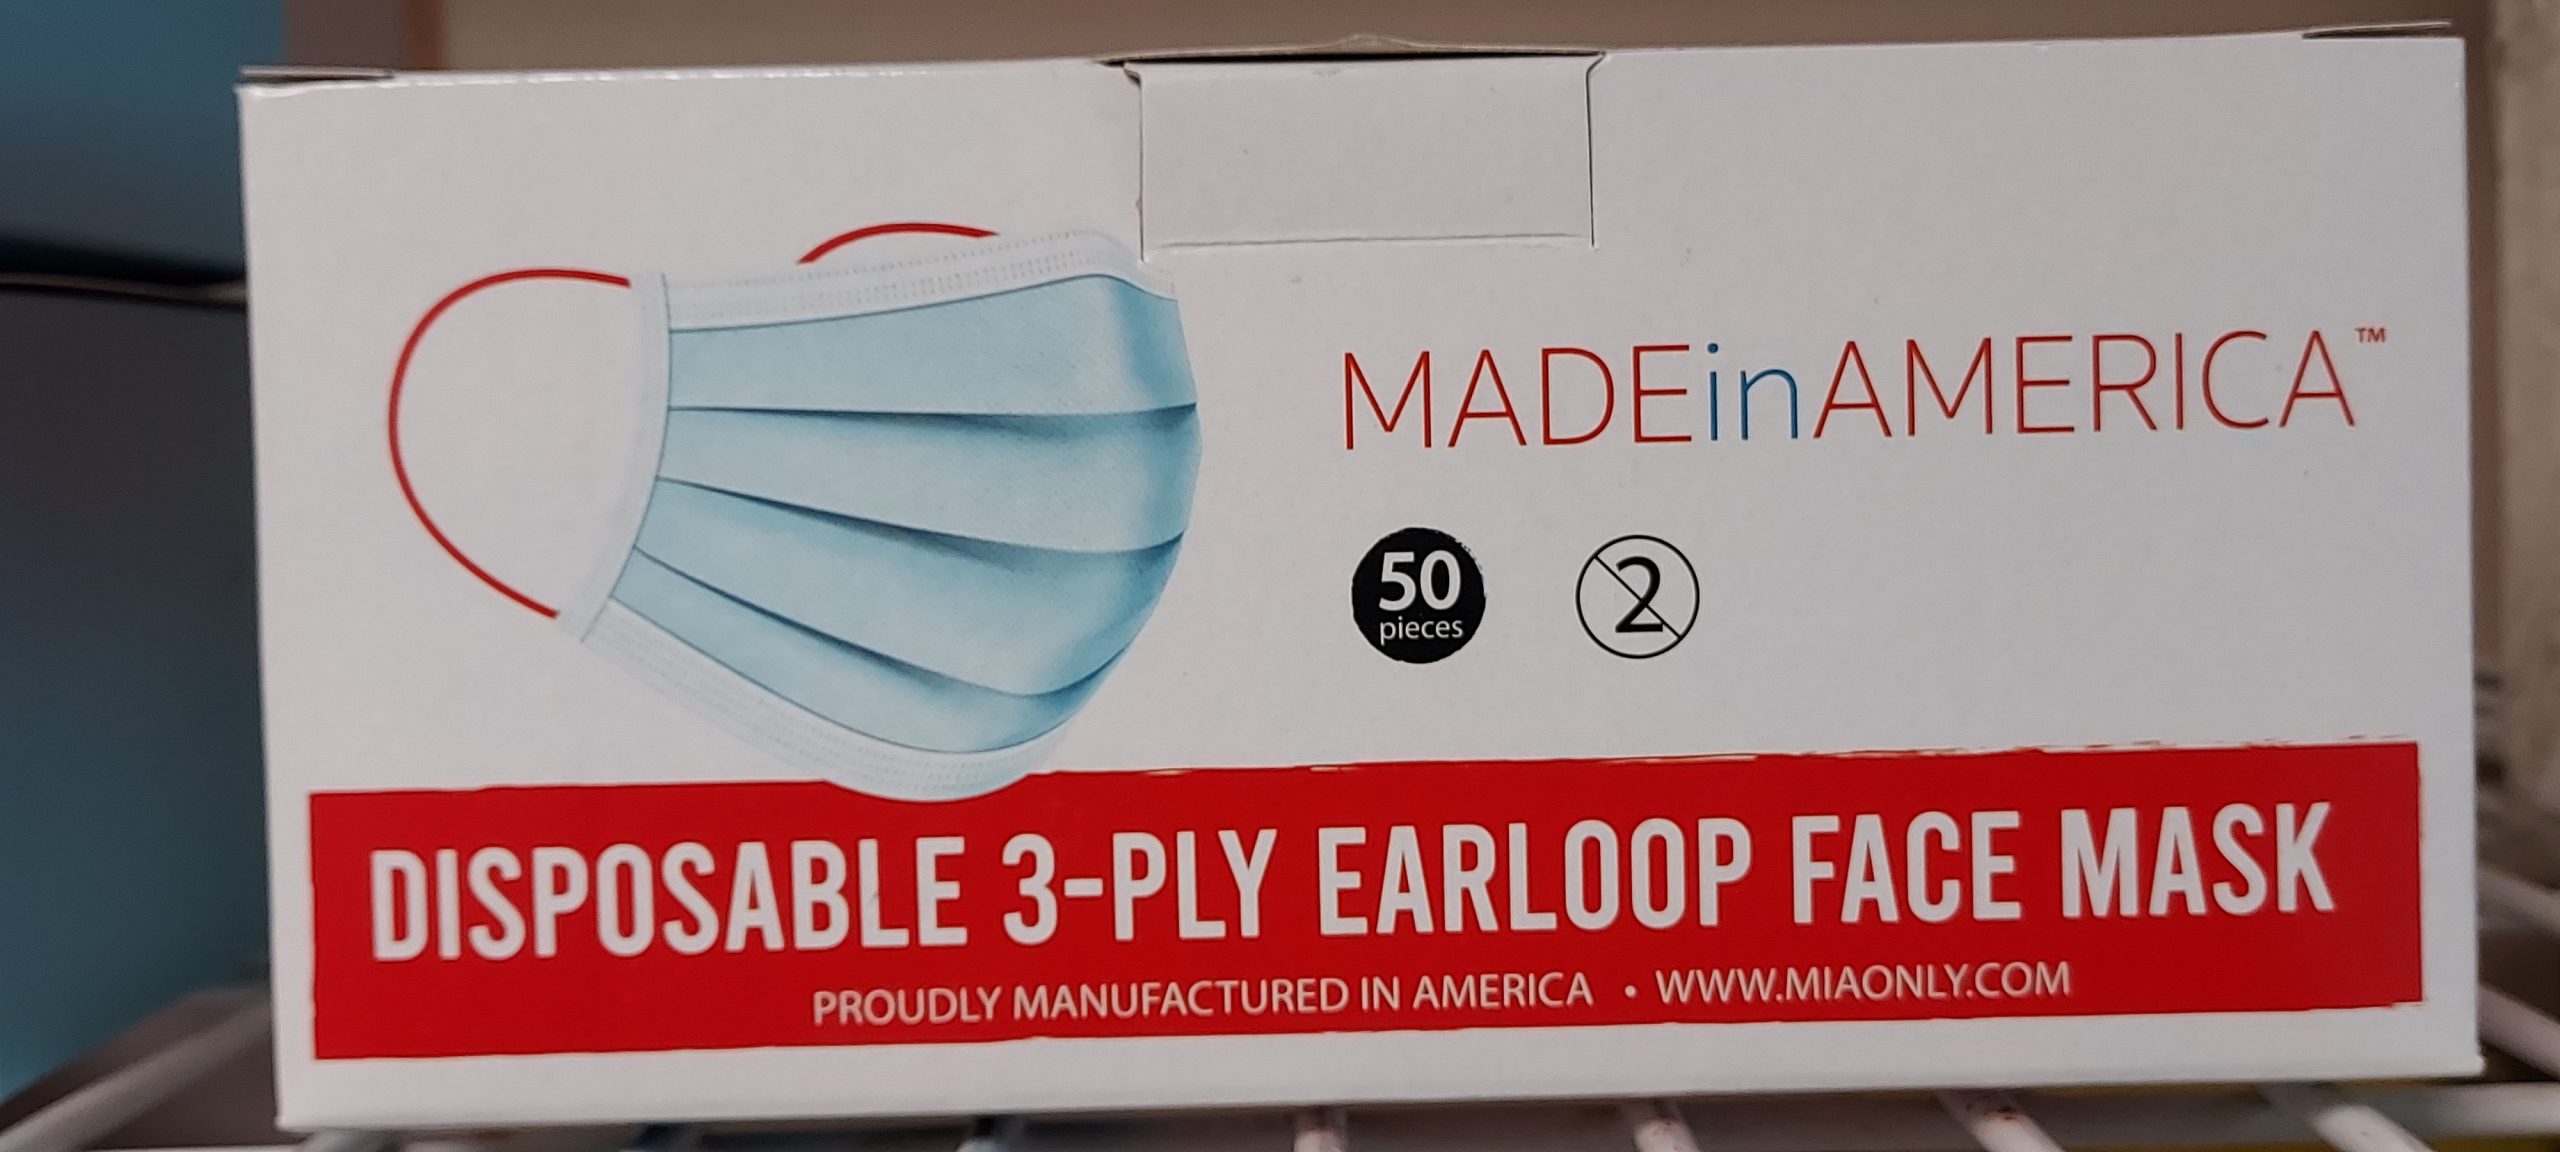 MADEinAMERICA™
50
pieces
2
DISPOSABLE 3-PLY EARLOOP FACE MASK
PROUDLY MANUFACTURED IN AMERICA • WWW.MIAONLY.COM